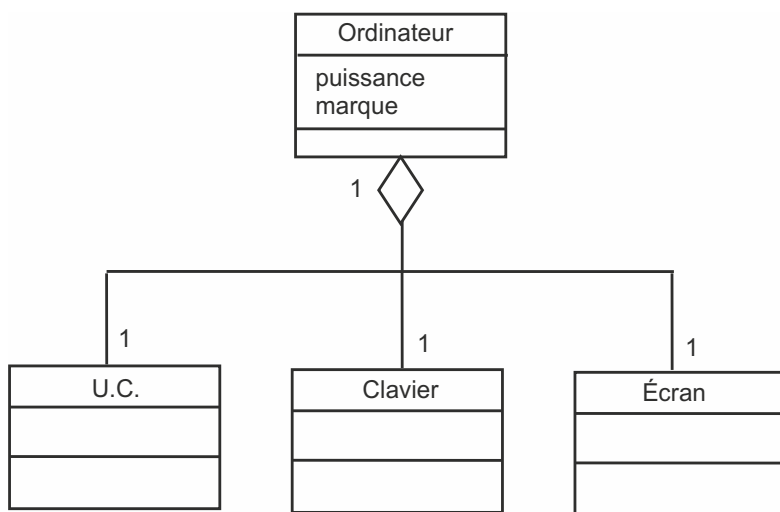 Ordinateur
puissance
marque
1
1
1
1
U.C.
Clavier
Écran